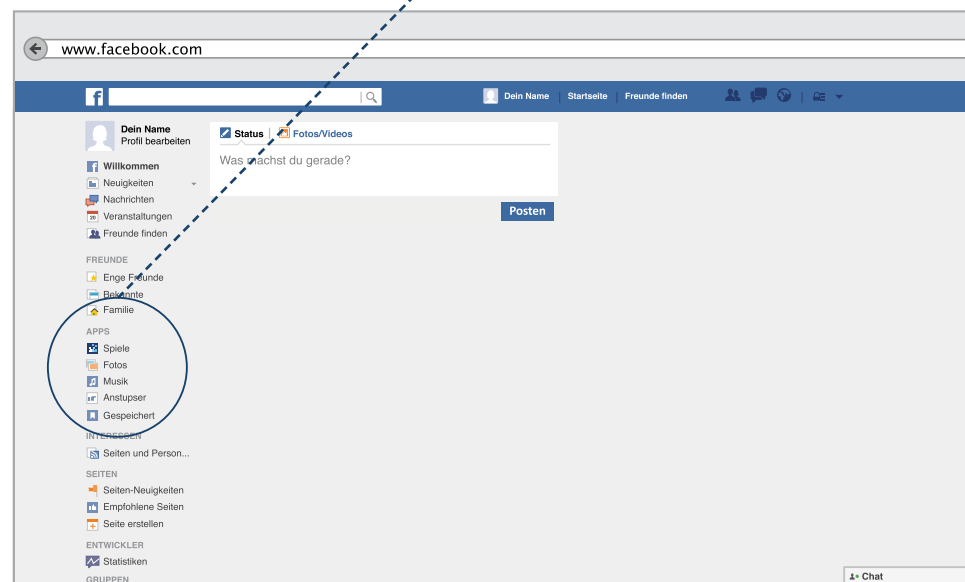 www.facebook.com
f
Dein Name | Startseite | Freunde finden
Dein Name
Profil bearbeiten
Status | Fotos/Videos
Was machst du gerade?
Posten
Willkommen
Neuigkeiten
Nachrichten
Veranstaltungen
Freunde finden
FREUNDE
Enge Freunde
Bekannte
Familie
APPS
Spiele
Fotos
Musik
Anstupser
Gespeichert
INTERESSEN
Seiten und Person...
SEITEN
Seiten-Neuigkeiten
Empfohlene Seiten
Seite erstellen
ENTWICKLER
Statistiken
GRUPPEN
Chat